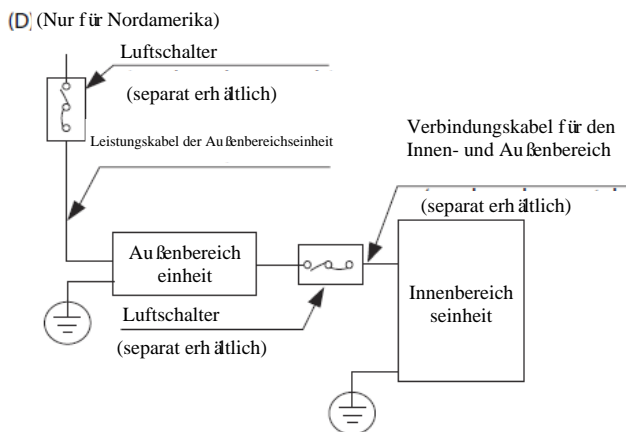 (D) (Nur für Nordamerika)
Luftschalter
(separat erhältlich)
Leistungskabel der Außenbereichseinheit
Verbindungskabel für den
Innen- und Außenbereich
(separat erhältlich)
Außenbereich
einheit
Luftschalter
(separat erhältlich)
Innenbereich
seinheit